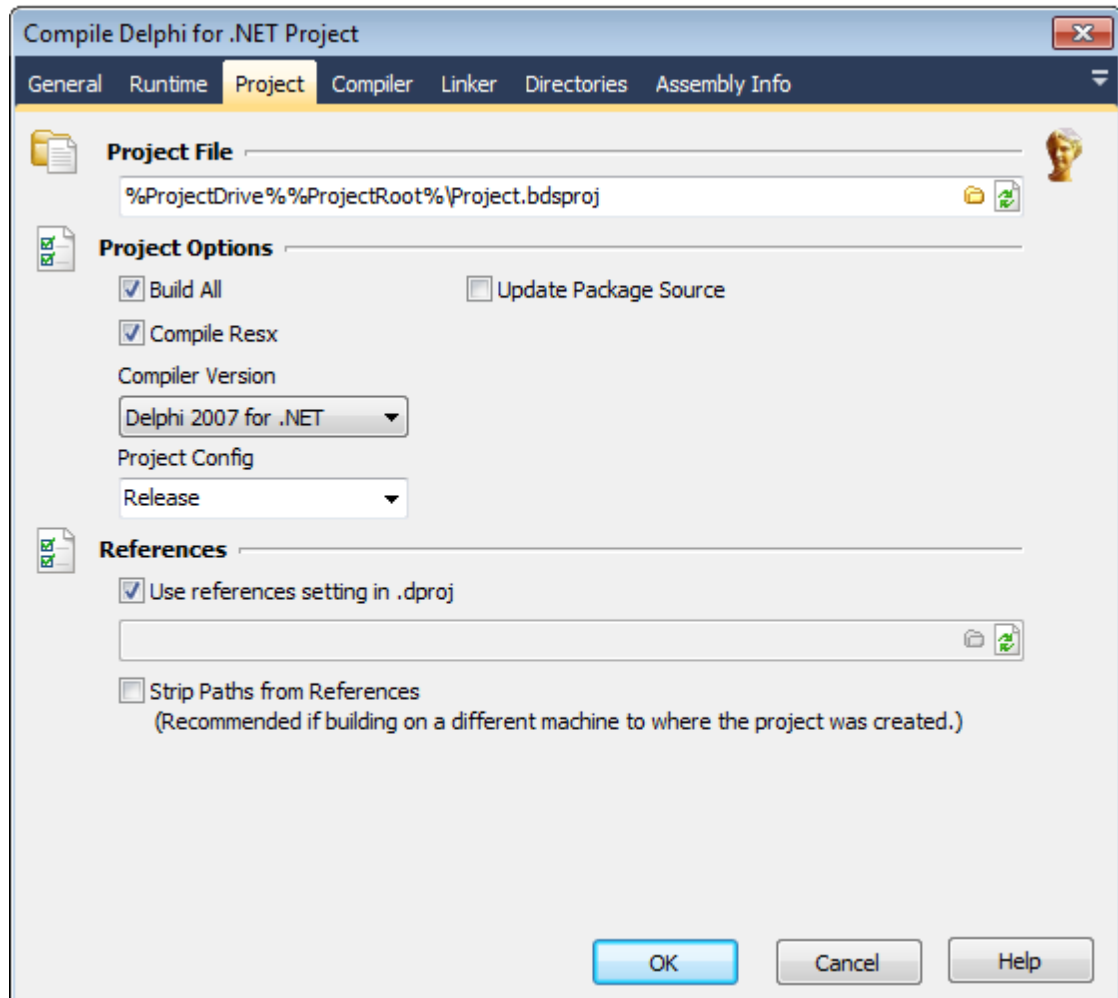 Compile Delphi for .NET Project
General Runtime Project Compiler Linker Directories Assembly Info
Project File
%ProjectDrive%%ProjectRoot%\Project.bdsproj
Project Options
Build All Update Package Source
Compile Resx
Compiler Version
Delphi 2007 for .NET
Project Config
Release
References
Use references setting in .dproj
Strip Paths from References
(Recommended if building on a different machine to where the project was created.)
OK Cancel Help